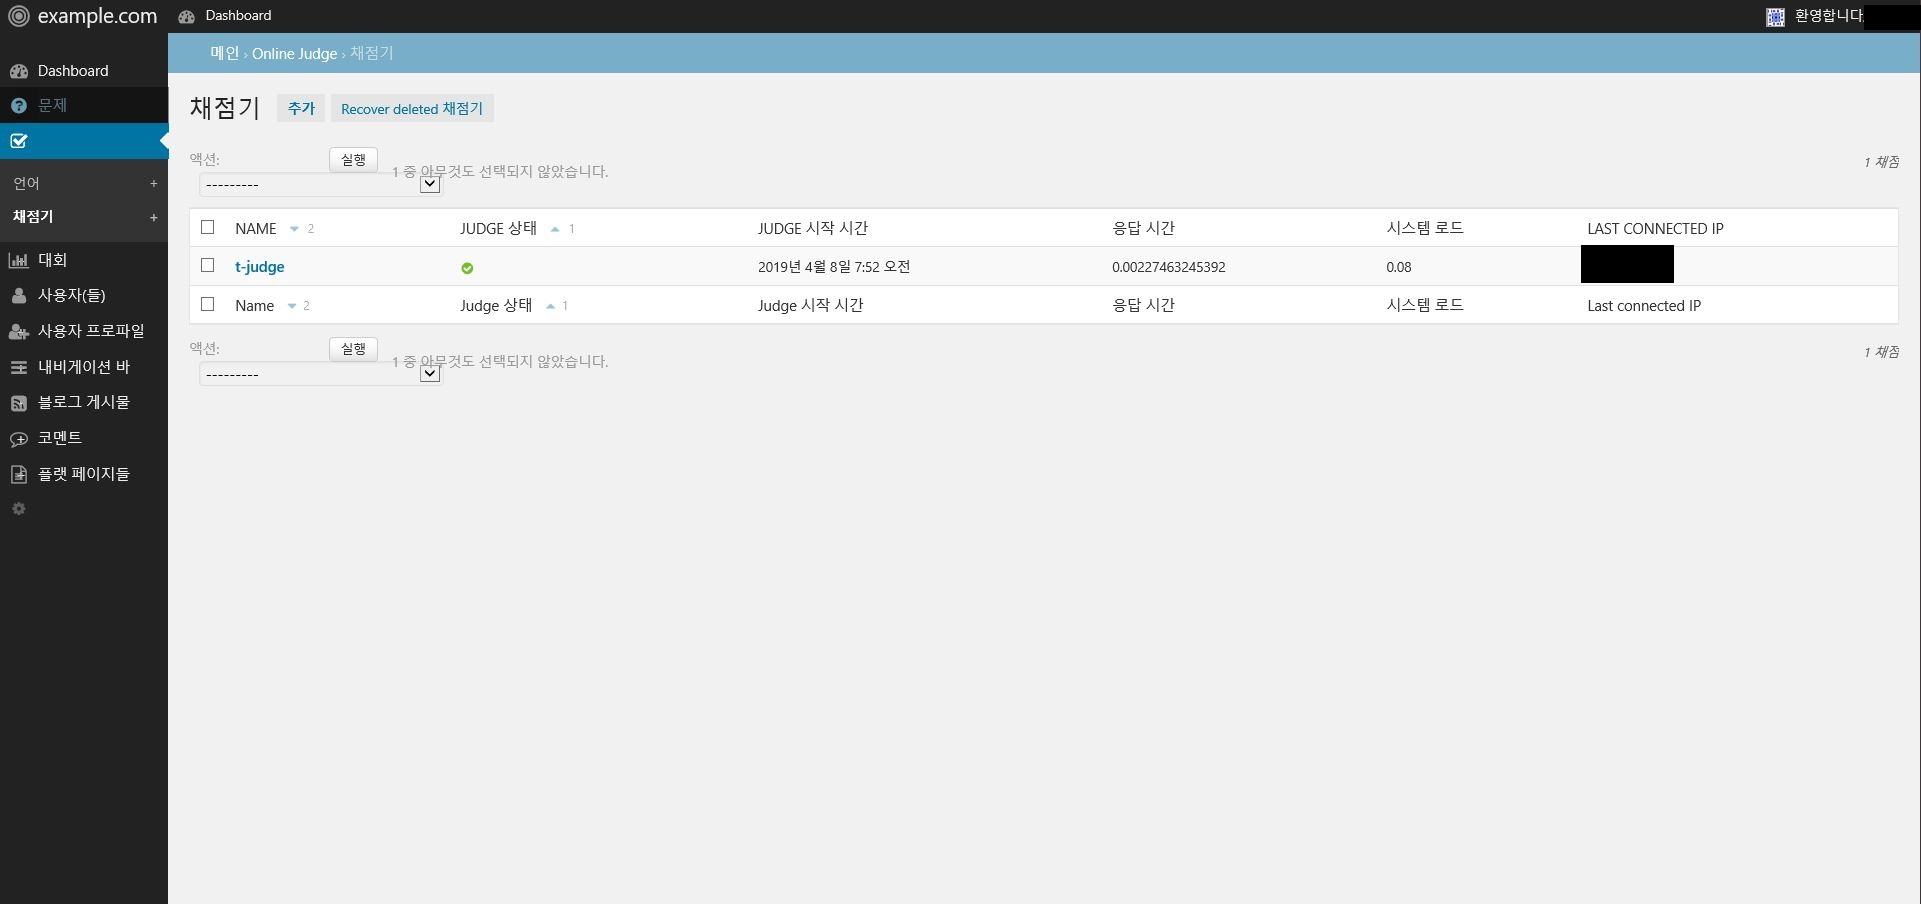 example.com
Dashboard
환영합니다
Dashboard
문제
언어 +
채점기 +
대회
사용자(들)
사용자 프로파일
내비게이션 바
블로그 게시물
코멘트
플랫 페이지들
메인 › Online Judge › 채점기
채점기 추가 Recover deleted 채점기
액션: 실행
--------- 1 중 아무것도 선택되지 않았습니다.
1 채점
NAME 2 JUDGE 상태 1 JUDGE 시작 시간 응답 시간 시스템 로드 LAST CONNECTED IP
t-judge 2019년 4월 8일 7:52 오전 0.00227463245392 0.08
Name 2 Judge 상태 1 Judge 시작 시간 응답 시간 시스템 로드 Last connected IP
액션: 실행
--------- 1 중 아무것도 선택되지 않았습니다.
1 채점